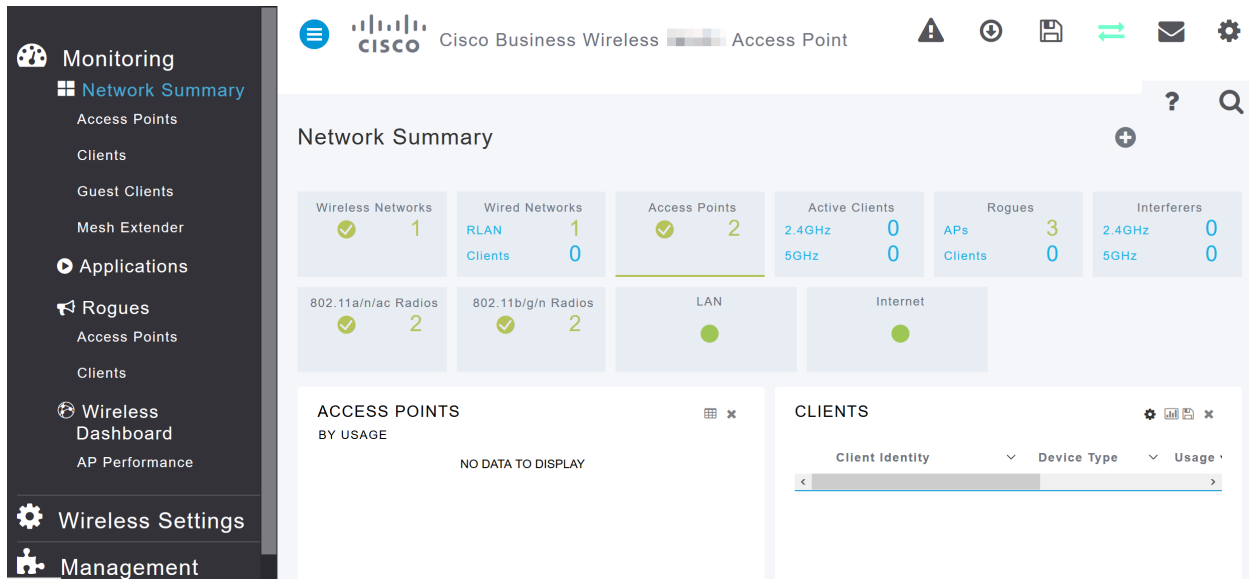 Monitoring
Network Summary
Access Points
Clients
Guest Clients
Mesh Extender
Applications
Rogues
Access Points
Clients
Wireless
Dashboard
AP Performance
Wireless Settings
Management
CISCO
Cisco Business Wireless Access Point
?
Network Summary
Wireless Networks
1
Wired Networks
RLAN 1
Clients 0
Access Points
2
Active Clients
2.4GHz 0
5GHz 0
Rogues
APs 3
Clients 0
Interferers
2.4GHz 0
5GHz 0
802.11a/n/ac Radios
2
802.11b/g/n Radios
2
LAN
Internet
ACCESS POINTS
BY USAGE
NO DATA TO DISPLAY
CLIENTS
Client Identity Device Type Usage